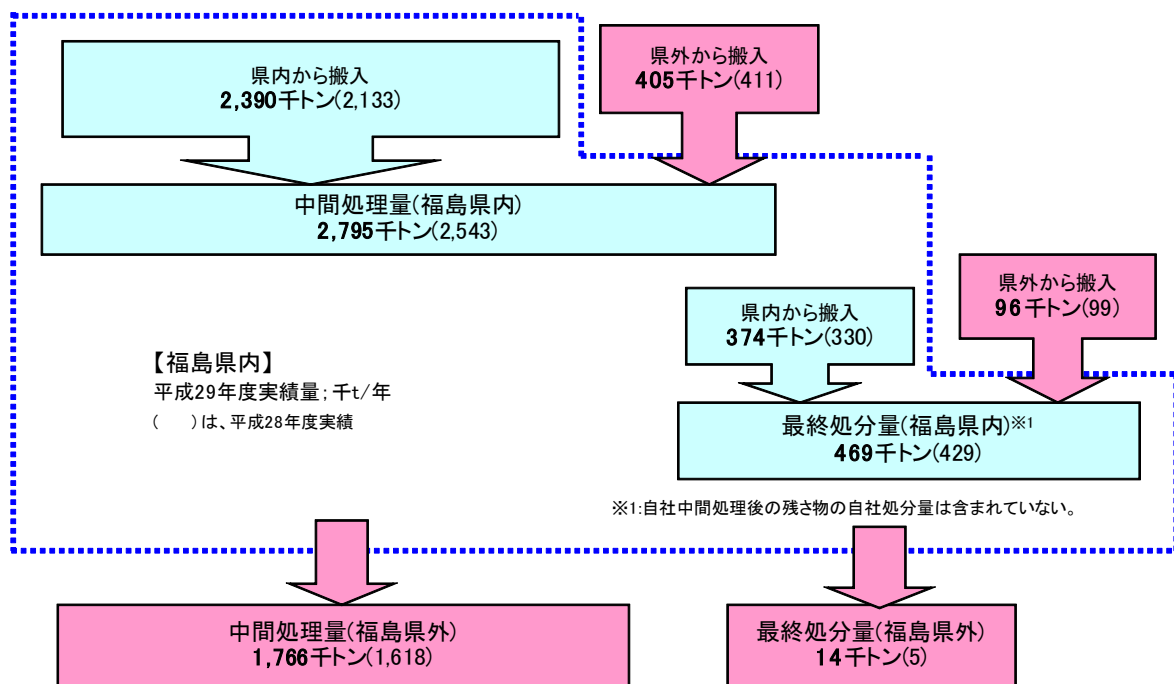 県内から搬入
2,390千トン(2,133)
県外から搬入
405千トン(411)
中間処理量(福島県内)
2,795千トン(2,543)
県外から搬入
96千トン(99)
県内から搬入
374千トン(330)
【福島県内】
平成29年度実績量;千t/年
(　　)は、平成28年度実績
最終処分量(福島県内)※1
469千トン(429)
※1:自社中間処理後の残さ物の自社処分量は含まれていない。
中間処理量(福島県外)
1,766千トン(1,618)
最終処分量(福島県外)
14千トン(5)